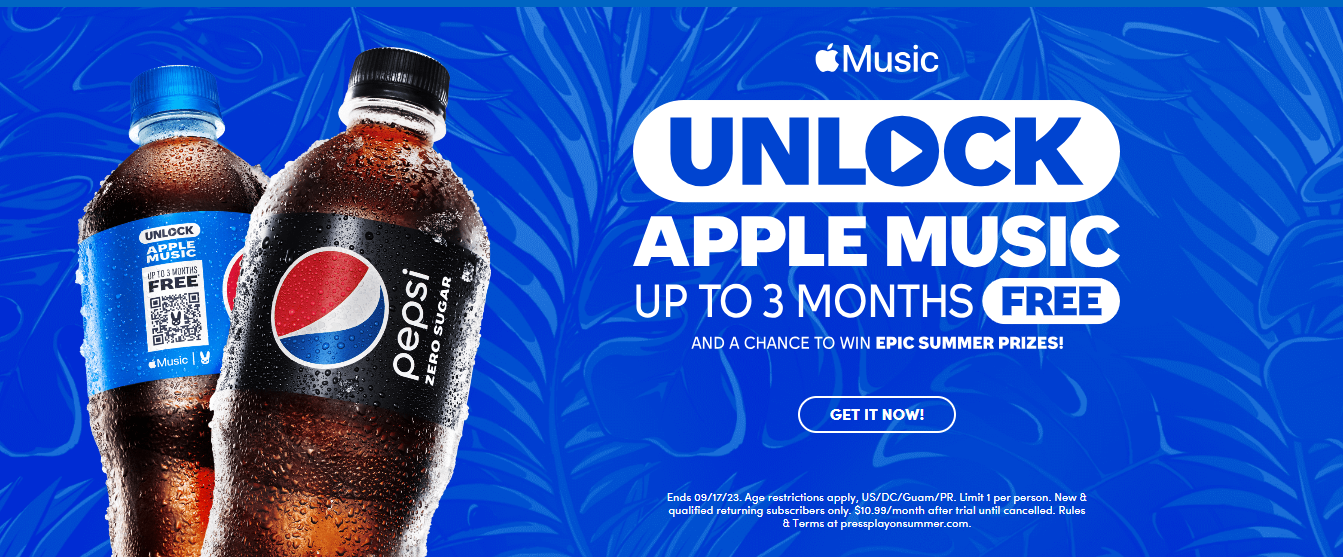 Music
UNLOCK
APPLE MUSIC
UP TO 3 MONTHS FREE
AND A CHANCE TO WIN EPIC SUMMER PRIZES!
GET IT NOW!
Ends 09/17/23. Age restrictions apply, US/DC/Guam/PR. Limit 1 per person. New &
qualified returning subscribers only. $10.99/month after trial until cancelled. Rules
& Terms at pressplayonsummer.com.
UNLOCK
APPLE
MUSIC
UP TO 3 MONTHS
FREE
Music
pepsi
ZERO SUGAR